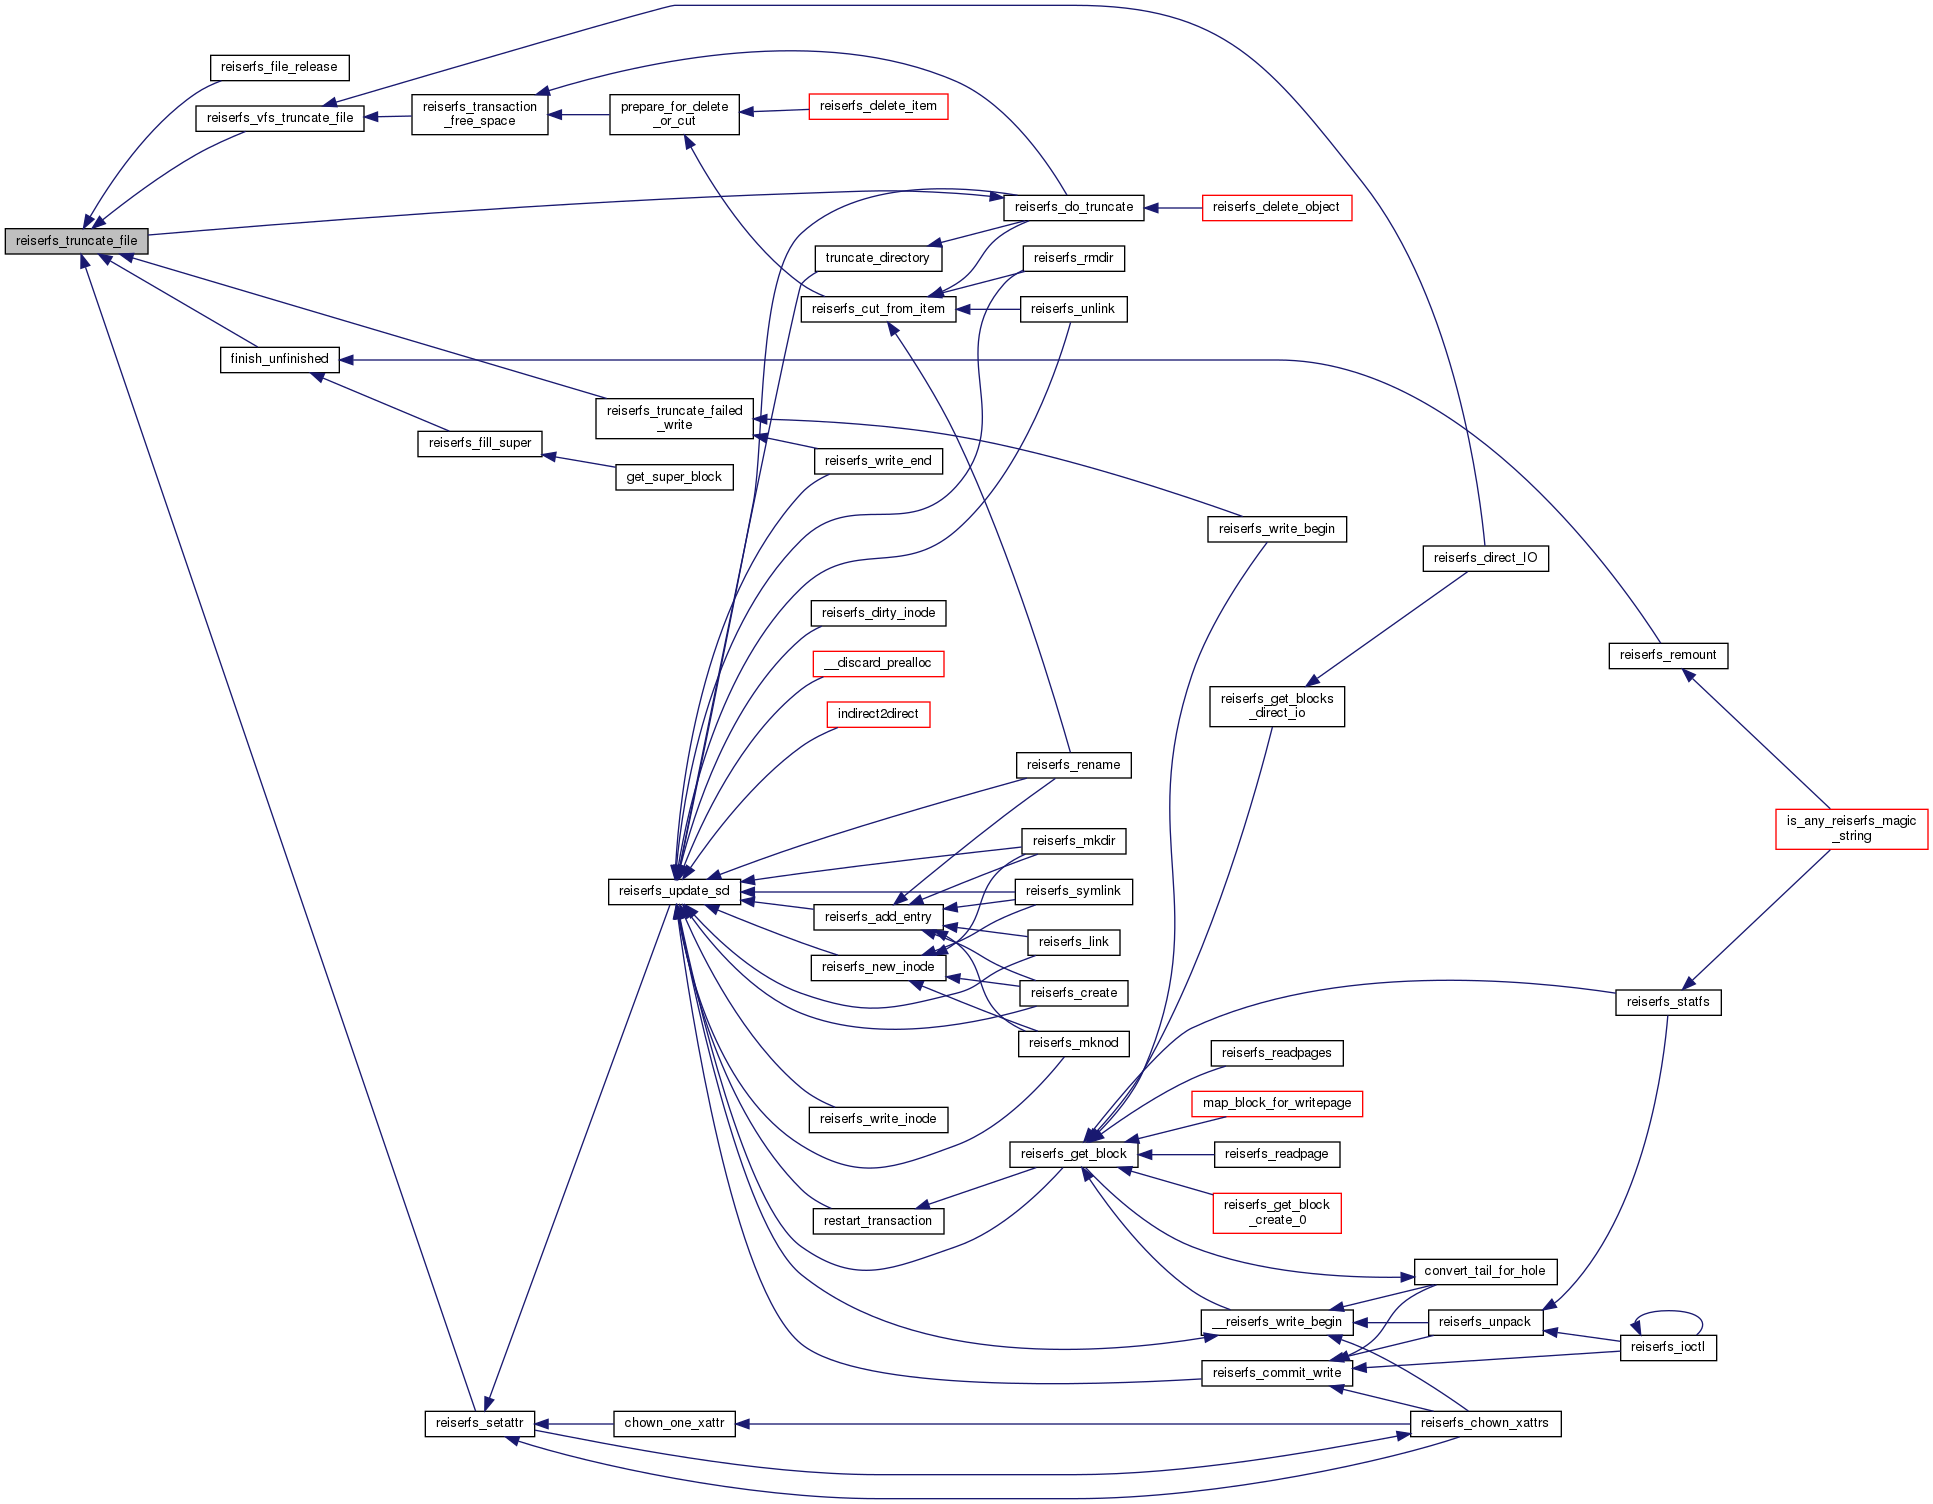 reiserfs_file_release
reiserfs_vfs_truncate_file
reiserfs_transaction
_free_space
prepare_for_delete
_or_cut
reiserfs_delete_item
reiserfs_do_truncate
reiserfs_delete_object
reiserfs_truncate_file
truncate_directory
reiserfs_rmdir
reiserfs_cut_from_item
reiserfs_unlink
finish_unfinished
reiserfs_truncate_failed
_write
reiserfs_fill_super
reiserfs_write_end
get_super_block
reiserfs_write_begin
reiserfs_direct_IO
reiserfs_dirty_inode
__discard_prealloc
reiserfs_remount
indirect2direct
reiserfs_get_blocks
_direct_io
reiserfs_rename
is_any_reiserfs_magic
_string
reiserfs_mkdir
reiserfs_update_sd
reiserfs_symlink
reiserfs_add_entry
reiserfs_link
reiserfs_new_inode
reiserfs_create
reiserfs_statfs
reiserfs_mknod
reiserfs_readpages
map_block_for_writepage
reiserfs_write_inode
reiserfs_get_block
reiserfs_readpage
reiserfs_get_block
_create_0
restart_transaction
convert_tail_for_hole
__reiserfs_write_begin
reiserfs_unpack
reiserfs_ioctl
reiserfs_commit_write
reiserfs_setattr
chown_one_xattr
reiserfs_chown_xattrs